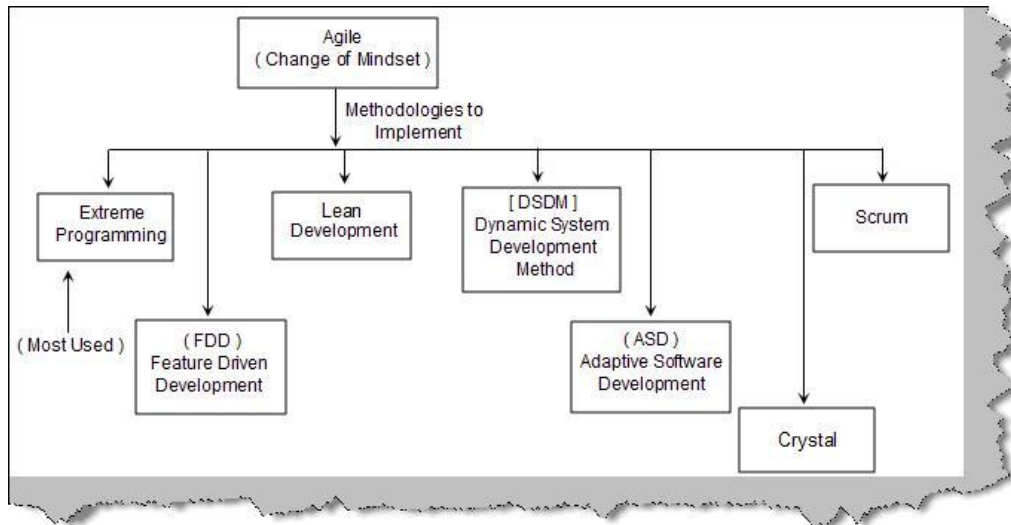 Agile
( Change of Mindset )
Methodologies to
Implement
Extreme
Programming
Lean
Development
[ DSDM ]
Dynamic System
Development
Method
Scrum
( Most Used )
( FDD )
Feature Driven
Development
( ASD )
Adaptive Software
Development
Crystal